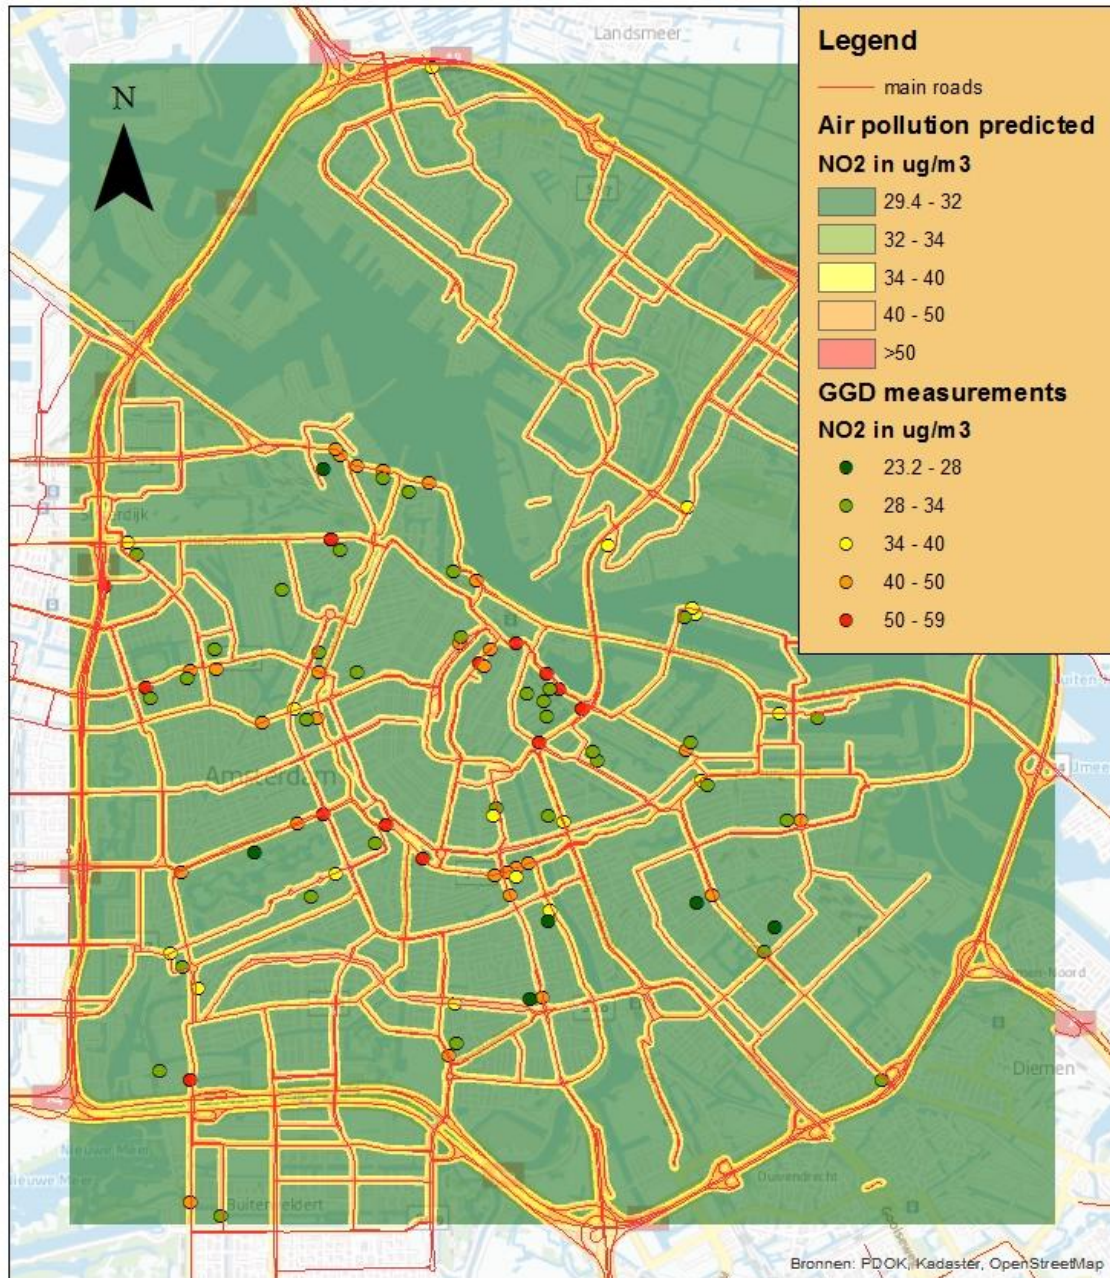 Landsmeer
N
Amsterdam
Diemen
Duivendrecht
Nieuwe Meer
Buitenveldert
Legend
main roads
Air pollution predicted
NO2 in ug/m3
29.4 - 32
32 - 34
34 - 40
40 - 50
>50
GGD measurements
NO2 in ug/m3
23.2 - 28
28 - 34
34 - 40
40 - 50
50 - 59
Bronnen: PDOK, Kadaster, OpenStreetMap